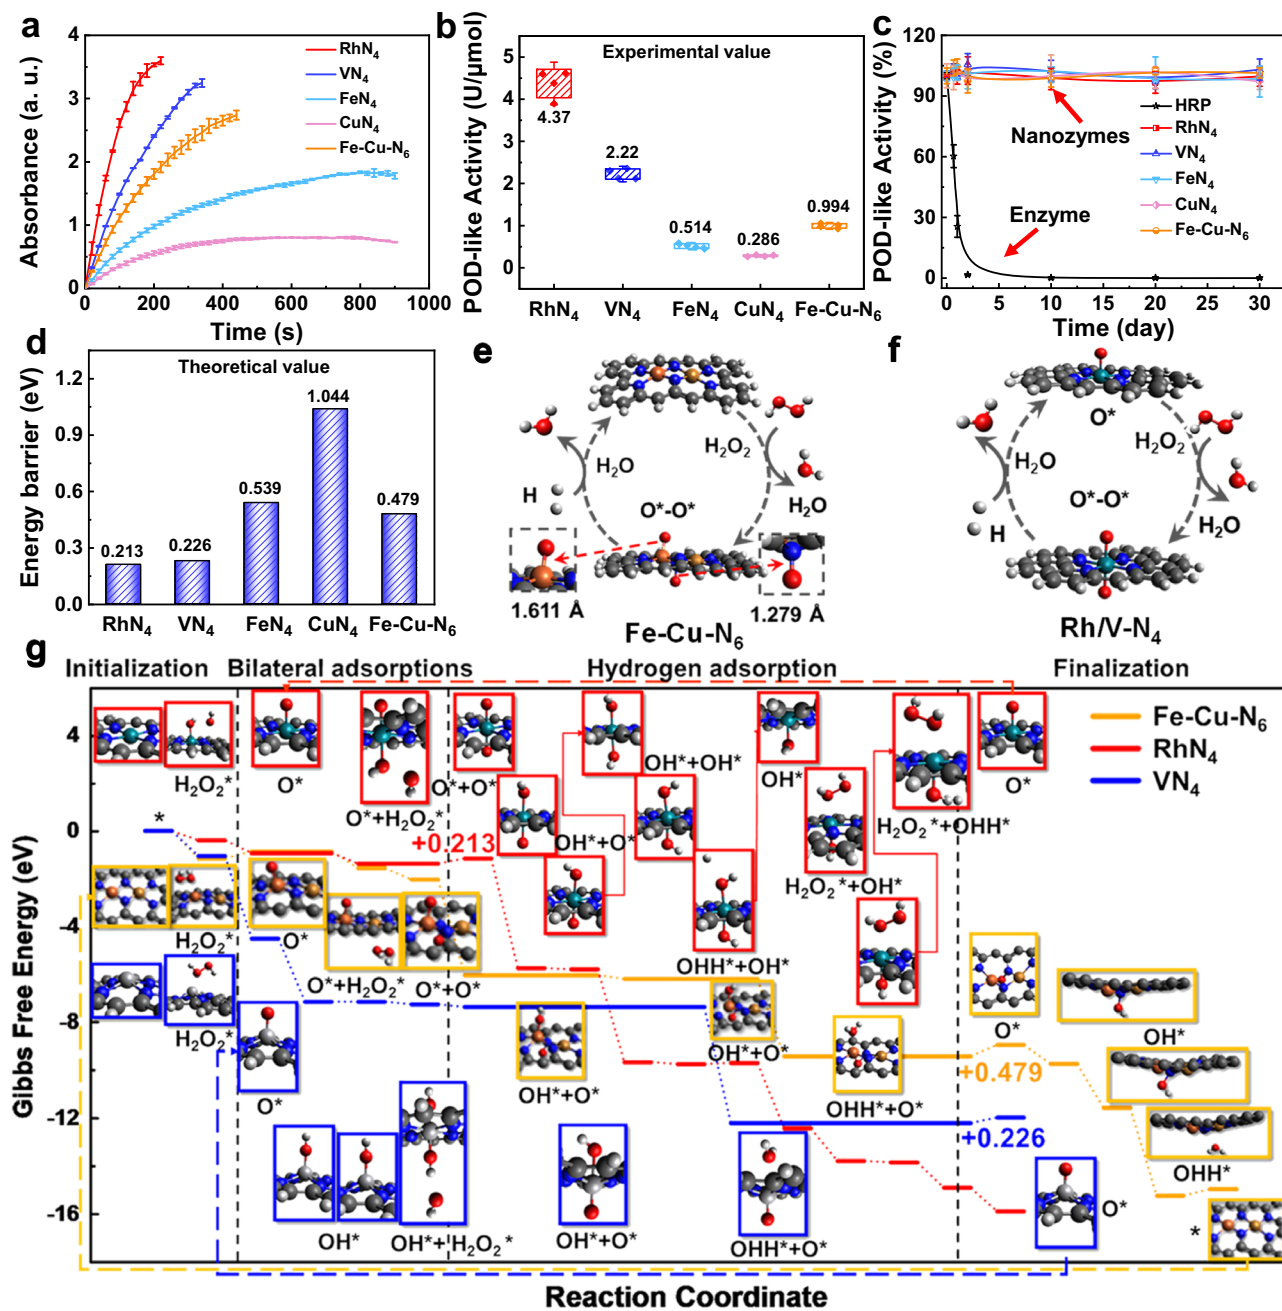 a
Absorbance (a. u.)
4
3
2
1
0
0
200
400
600
800
1000
Time (s)
RhN4
VN4
FeN4
CuN4
Fe-Cu-N6
b
POD-like Activity (U/μmol)
Experimental value
5
4
3
2
1
0
4.37
2.22
0.514
0.286
0.994
RhN4
VN4
FeN4
CuN4
Fe-Cu-N6
c
POD-like Activity (%)
120
90
60
30
0
0
5
10
15
20
25
30
Time (day)
Nanozymes
Enzyme
HRP
RhN4
VN4
FeN4
CuN4
Fe-Cu-N6
d
Energy barrier (eV)
Theoretical value
1.2
0.9
0.6
0.3
0.0
0.213
0.226
0.539
1.044
0.479
RhN4
VN4
FeN4
CuN4
Fe-Cu-N6
e
H2O
H2O2
H
O*-O*
H2O
1.611 Å
1.279 Å
Fe-Cu-N6
f
O*
H2O2
H2O
O*-O*
H
H2O
Rh/V-N4
g
Initialization
Bilateral adsorptions
Hydrogen adsorption
Finalization
Gibbs Free Energy (eV)
4
0
-4
-8
-12
-16
Fe-Cu-N6
RhN4
VN4
H2O2*
O*
O*+H2O2*
O*+O*
OH*+O*
OH*+OH*
OHH*+OH*
OH*
H2O2*+OH*
H2O2*+OHH*
O*
*
+0.213
H2O2*
O*
O*+H2O2*
O*+O*
OH*+O*
OH*+O*
OHH*+O*
O*
OH*
OHH*
*
+0.479
H2O2*
O*
OH*
OH*+H2O2*
OH*+O*
OHH*+O*
O*
+0.226
Reaction Coordinate